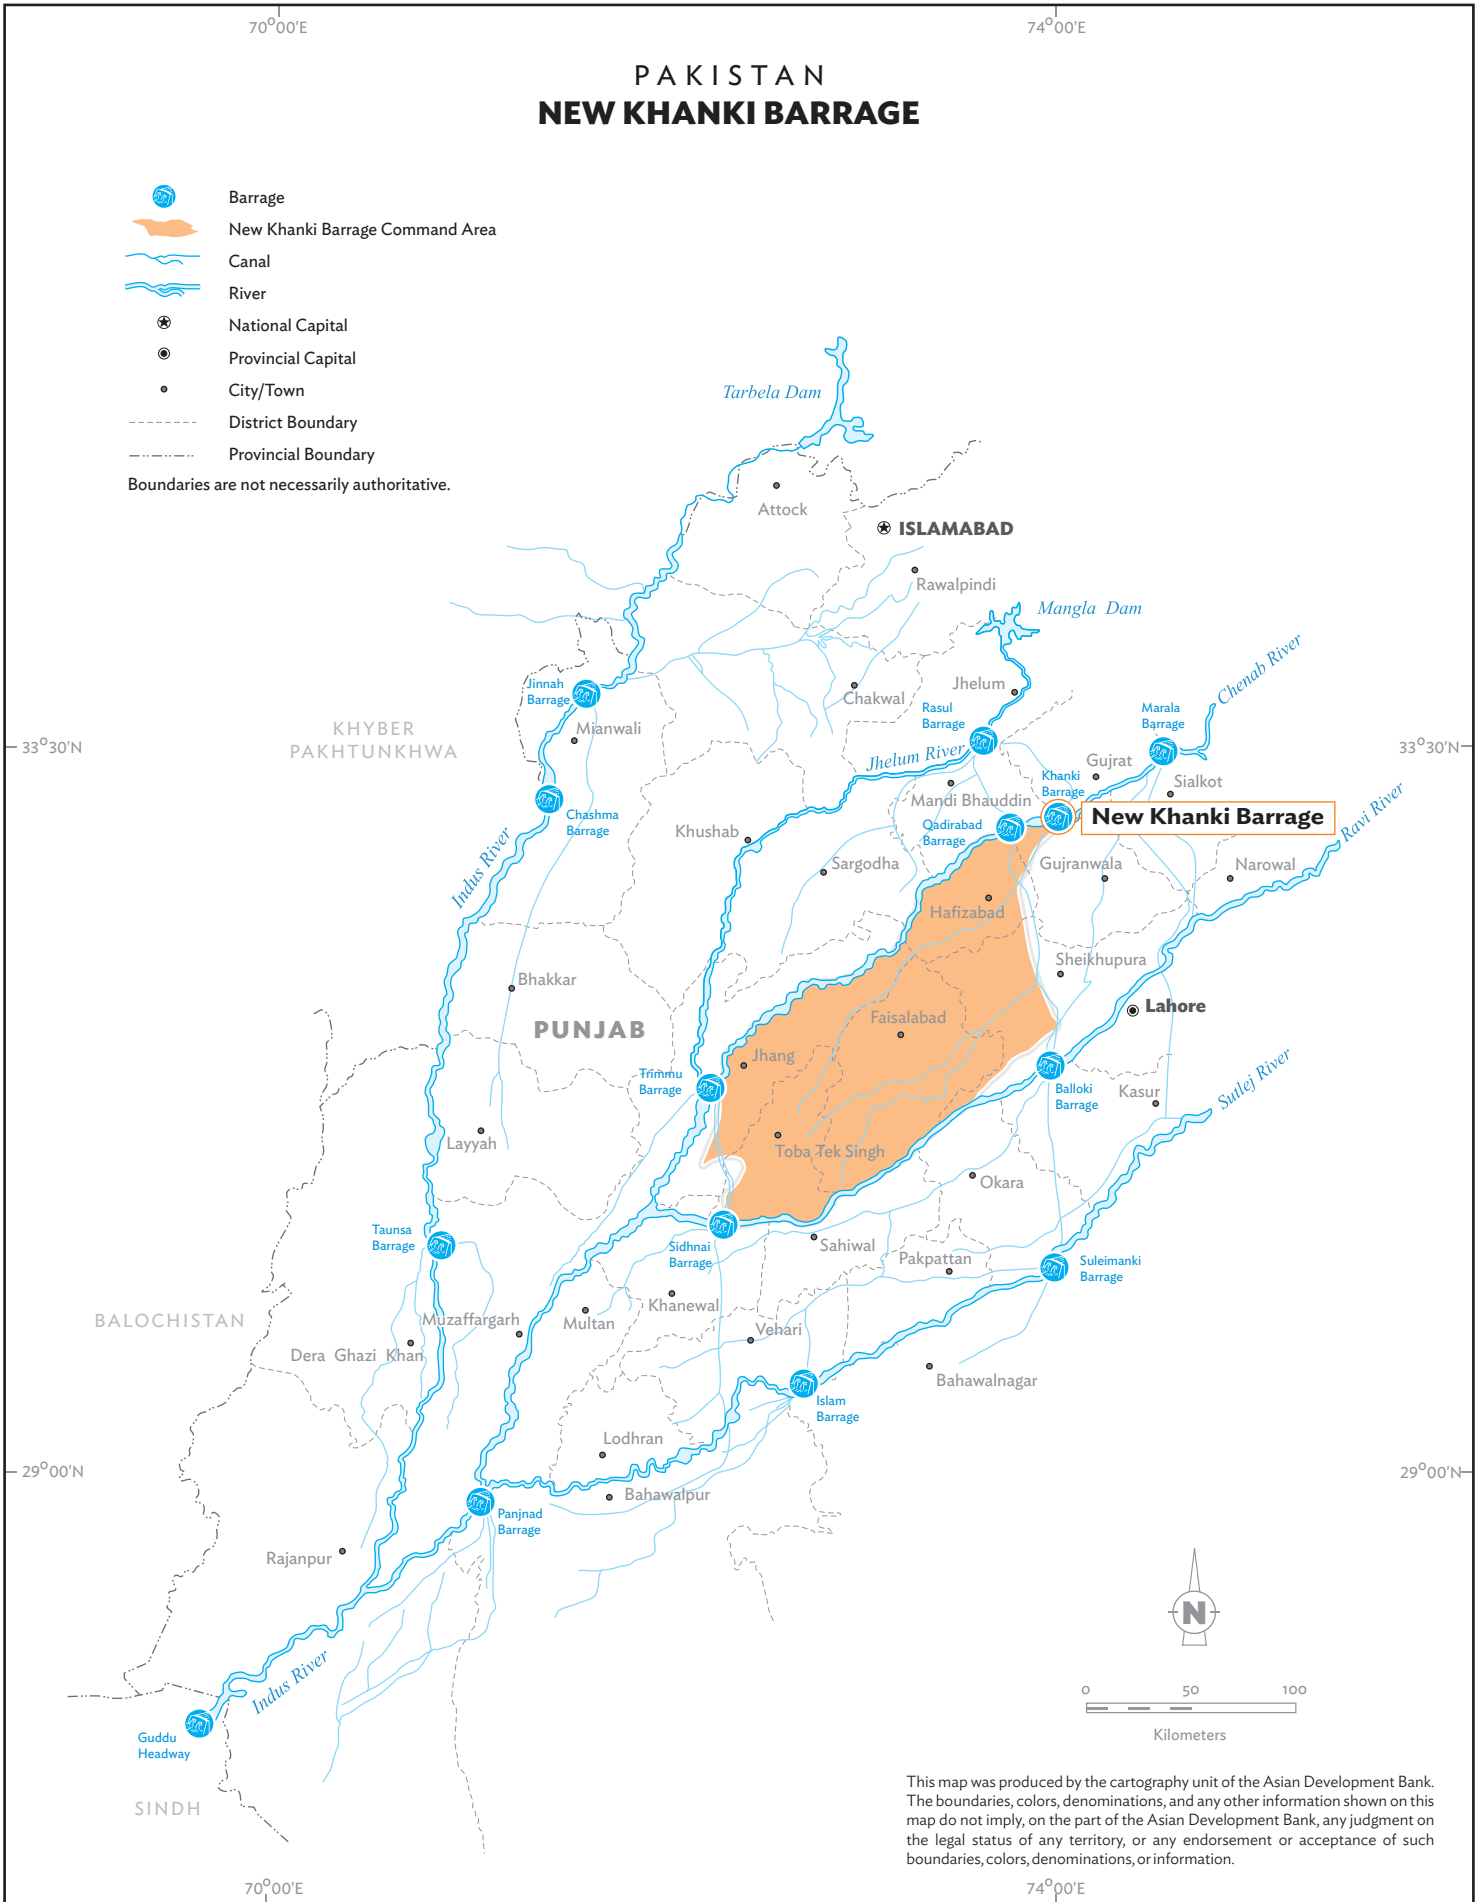 70°00'E
74°00'E
PAKISTAN
NEW KHANKI BARRAGE
Barrage
New Khanki Barrage Command Area
Canal
River
National Capital
Provincial Capital
City/Town
District Boundary
Provincial Boundary
Boundaries are not necessarily authoritative.
Tarbela Dam
Attock
ISLAMABAD
Rawalpindi
Mangla Dam
Chenab River
Jinnah
Barrage
Chakwal
Jhelum
Rasul
Barrage
Marala
Barrage
KHYBER
PAKHTUNKHWA
Mianwali
33°30'N
33°30'N
Jhelum River
Gujrat
Khanki
Barrage
Sialkot
Mandi Bhauddin
Chashma
Barrage
New Khanki Barrage
Ravi River
Qadirabad
Barrage
Khushab
Indus River
Sargodha
Gujranwala
Narowal
Hafizabad
Sheikhupura
Bhakkar
Lahore
PUNJAB
Faisalabad
Jhang
Trimmu
Barrage
Balloki
Barrage
Kasur
Sutlej River
Layyah
Toba Tek Singh
Okara
Taunsa
Barrage
Sidhnai
Barrage
Sahiwal
Pakpattan
Suleimanki
Barrage
BALOCHISTAN
Muzaffargarh
Multan
Khanewal
Vehari
Dera Ghazi Khan
Bahawalnagar
Islam
Barrage
Lodhran
29°00'N
29°00'N
Bahawalpur
Panjnad
Barrage
Rajanpur
N
Indus River
0 50 100
Kilometers
Guddu
Headway
SINDH
This map was produced by the cartography unit of the Asian Development Bank.
The boundaries, colors, denominations, and any other information shown on this
map do not imply, on the part of the Asian Development Bank, any judgment on
the legal status of any territory, or any endorsement or acceptance of such
boundaries, colors, denominations, or information.
70°00'E
74°00'E